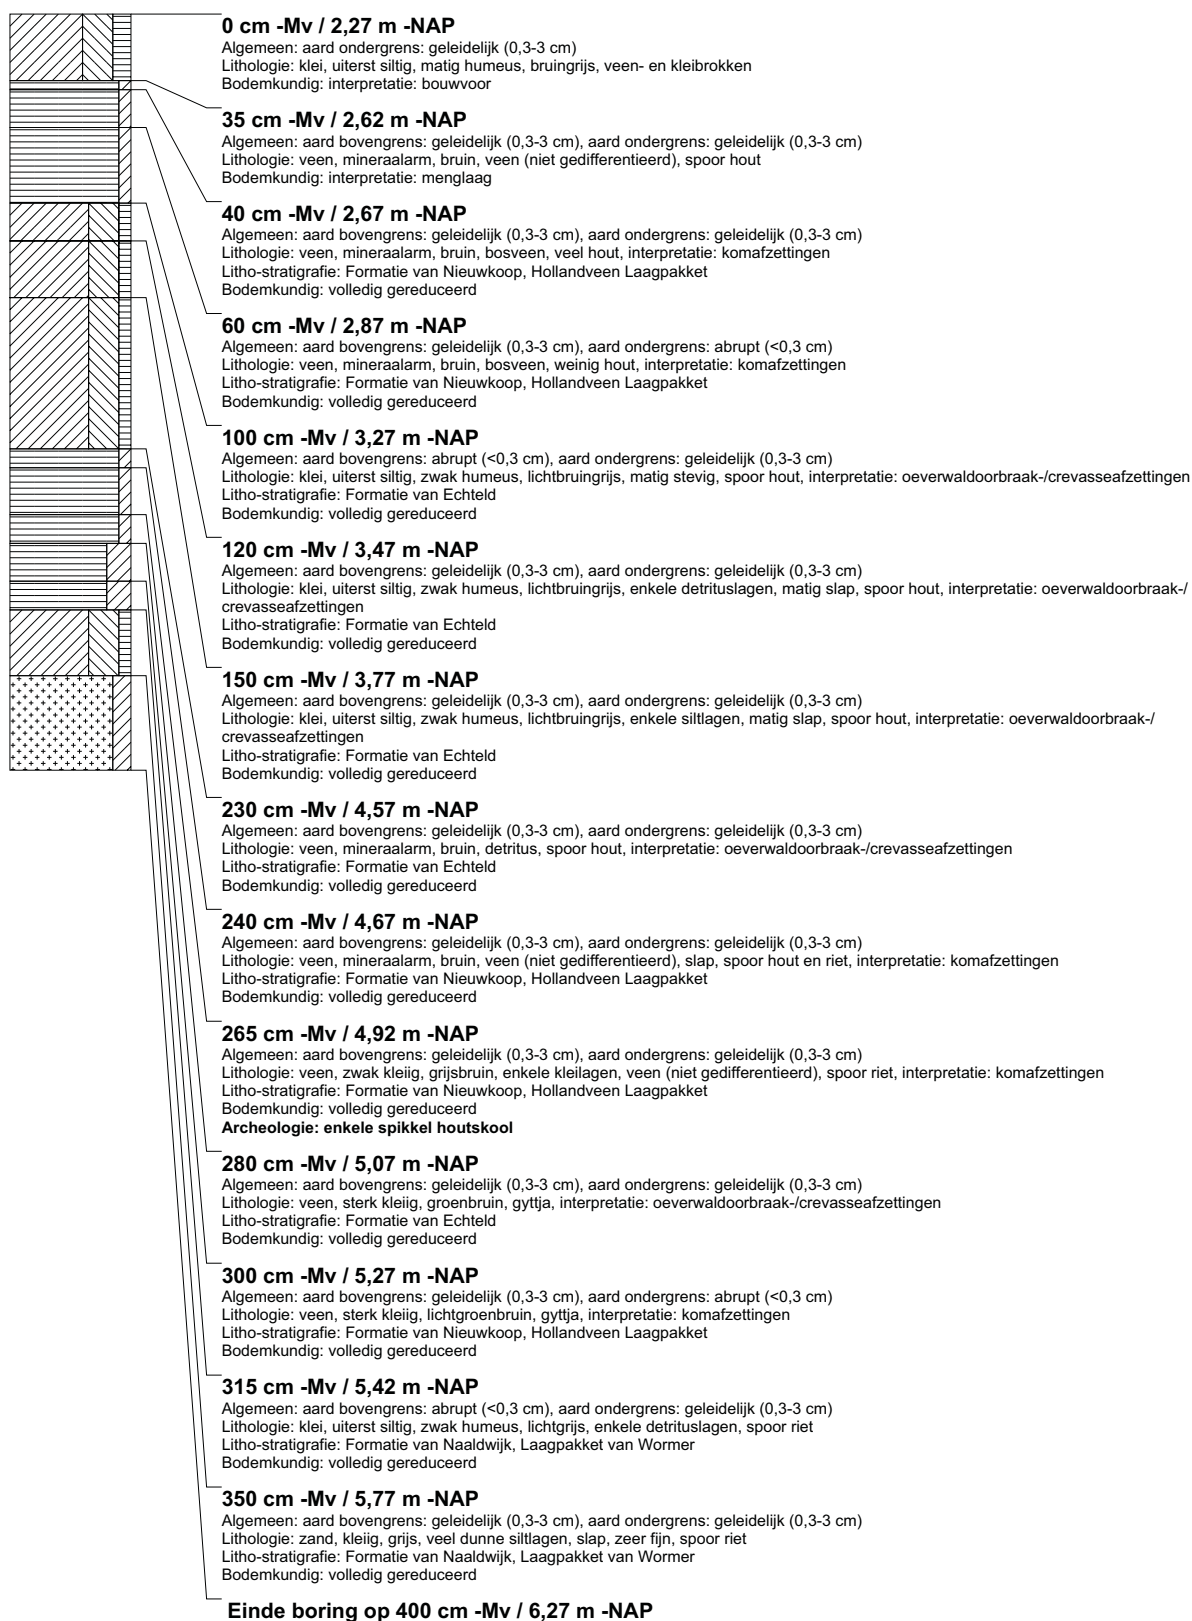 0 cm -Mv / 2,27 m -NAP
Algemeen: aard ondergrens: geleidelijk (0,3-3 cm)
Lithologie: klei, uiterst siltig, matig humeus, bruingrijs, veen- en kleibrokken
Bodemkundig: interpretatie: bouwvoor
35 cm -Mv / 2,62 m -NAP
Algemeen: aard bovengrens: geleidelijk (0,3-3 cm), aard ondergrens: geleidelijk (0,3-3 cm)
Lithologie: veen, mineraalarm, bruin, veen (niet gedifferentieerd), spoor hout
Bodemkundig: interpretatie: menglaag
40 cm -Mv / 2,67 m -NAP
Algemeen: aard bovengrens: geleidelijk (0,3-3 cm), aard ondergrens: geleidelijk (0,3-3 cm)
Lithologie: veen, mineraalarm, bruin, bosveen, veel hout, interpretatie: komafzettingen
Litho-stratigrafie: Formatie van Nieuwkoop, Hollandveen Laagpakket
Bodemkundig: volledig gereduceerd
60 cm -Mv / 2,87 m -NAP
Algemeen: aard bovengrens: geleidelijk (0,3-3 cm), aard ondergrens: abrupt (<0,3 cm)
Lithologie: veen, mineraalarm, bruin, bosveen, weinig hout, interpretatie: komafzettingen
Litho-stratigrafie: Formatie van Nieuwkoop, Hollandveen Laagpakket
Bodemkundig: volledig gereduceerd
100 cm -Mv / 3,27 m -NAP
Algemeen: aard bovengrens: abrupt (<0,3 cm), aard ondergrens: geleidelijk (0,3-3 cm)
Lithologie: klei, uiterst siltig, zwak humeus, lichtbruingrijs, matig stevig, spoor hout, interpretatie: oeverwaldoorbraak-/crevasseafzettingen
Litho-stratigrafie: Formatie van Echteld
Bodemkundig: volledig gereduceerd
120 cm -Mv / 3,47 m -NAP
Algemeen: aard bovengrens: geleidelijk (0,3-3 cm), aard ondergrens: geleidelijk (0,3-3 cm)
Lithologie: klei, uiterst siltig, zwak humeus, lichtbruingrijs, enkele detrituslagen, matig slap, spoor hout, interpretatie: oeverwaldoorbraak-/
crevasseafzettingen
Litho-stratigrafie: Formatie van Echteld
Bodemkundig: volledig gereduceerd
150 cm -Mv / 3,77 m -NAP
Algemeen: aard bovengrens: geleidelijk (0,3-3 cm), aard ondergrens: geleidelijk (0,3-3 cm)
Lithologie: klei, uiterst siltig, zwak humeus, lichtbruingrijs, enkele siltlagen, matig slap, spoor hout, interpretatie: oeverwaldoorbraak-/
crevasseafzettingen
Litho-stratigrafie: Formatie van Echteld
Bodemkundig: volledig gereduceerd
230 cm -Mv / 4,57 m -NAP
Algemeen: aard bovengrens: geleidelijk (0,3-3 cm), aard ondergrens: geleidelijk (0,3-3 cm)
Lithologie: veen, mineraalarm, bruin, detritus, spoor hout, interpretatie: oeverwaldoorbraak-/crevasseafzettingen
Litho-stratigrafie: Formatie van Echteld
Bodemkundig: volledig gereduceerd
240 cm -Mv / 4,67 m -NAP
Algemeen: aard bovengrens: geleidelijk (0,3-3 cm), aard ondergrens: geleidelijk (0,3-3 cm)
Lithologie: veen, mineraalarm, bruin, veen (niet gedifferentieerd), slap, spoor hout en riet, interpretatie: komafzettingen
Litho-stratigrafie: Formatie van Nieuwkoop, Hollandveen Laagpakket
Bodemkundig: volledig gereduceerd
265 cm -Mv / 4,92 m -NAP
Algemeen: aard bovengrens: geleidelijk (0,3-3 cm), aard ondergrens: geleidelijk (0,3-3 cm)
Lithologie: veen, zwak kleiig, grijsbruin, enkele kleilagen, veen (niet gedifferentieerd), spoor riet, interpretatie: komafzettingen
Litho-stratigrafie: Formatie van Nieuwkoop, Hollandveen Laagpakket
Bodemkundig: volledig gereduceerd
Archeologie: enkele spikkel houtskool
280 cm -Mv / 5,07 m -NAP
Algemeen: aard bovengrens: geleidelijk (0,3-3 cm), aard ondergrens: geleidelijk (0,3-3 cm)
Lithologie: veen, sterk kleiig, groenbruin, gyttja, interpretatie: oeverwaldoorbraak-/crevasseafzettingen
Litho-stratigrafie: Formatie van Echteld
Bodemkundig: volledig gereduceerd
300 cm -Mv / 5,27 m -NAP
Algemeen: aard bovengrens: geleidelijk (0,3-3 cm), aard ondergrens: abrupt (<0,3 cm)
Lithologie: veen, sterk kleiig, lichtgroenbruin, gyttja, interpretatie: komafzettingen
Litho-stratigrafie: Formatie van Nieuwkoop, Hollandveen Laagpakket
Bodemkundig: volledig gereduceerd
315 cm -Mv / 5,42 m -NAP
Algemeen: aard bovengrens: abrupt (<0,3 cm), aard ondergrens: geleidelijk (0,3-3 cm)
Lithologie: klei, uiterst siltig, zwak humeus, lichtgrijs, enkele detrituslagen, spoor riet
Litho-stratigrafie: Formatie van Naaldwijk, Laagpakket van Wormer
Bodemkundig: volledig gereduceerd
350 cm -Mv / 5,77 m -NAP
Algemeen: aard bovengrens: geleidelijk (0,3-3 cm), aard ondergrens: geleidelijk (0,3-3 cm)
Lithologie: zand, kleiig, grijs, veel dunne siltlagen, slap, zeer fijn, spoor riet
Litho-stratigrafie: Formatie van Naaldwijk, Laagpakket van Wormer
Bodemkundig: volledig gereduceerd
Einde boring op 400 cm -Mv / 6,27 m -NAP